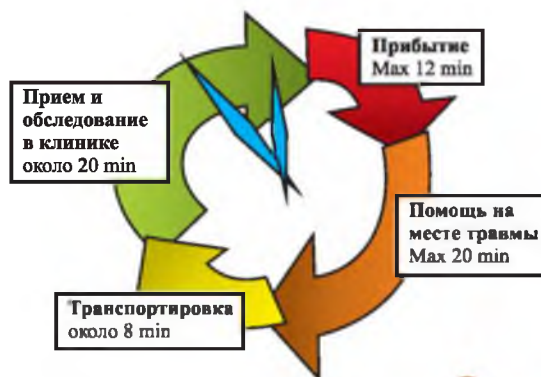 Прибытие
Max 12 min
Помощь на
месте травмы
Max 20 min
Транспортировка
около 8 min
Прием и
обследование
в клинике
около 20 min